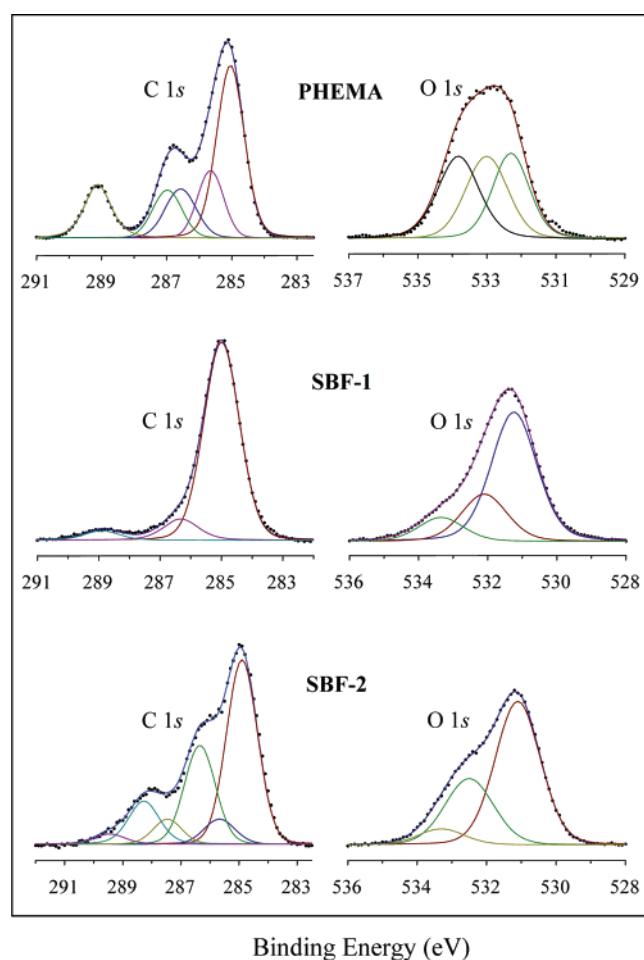 C 1s
PHEMA
O 1s
291 289 287 285 283
537 535 533 531 529
SBF-1
C 1s
O 1s
291 289 287 285 283
536 534 532 530 528
SBF-2
C 1s
O 1s
291 289 287 285 283
536 534 532 530 528
Binding Energy (eV)